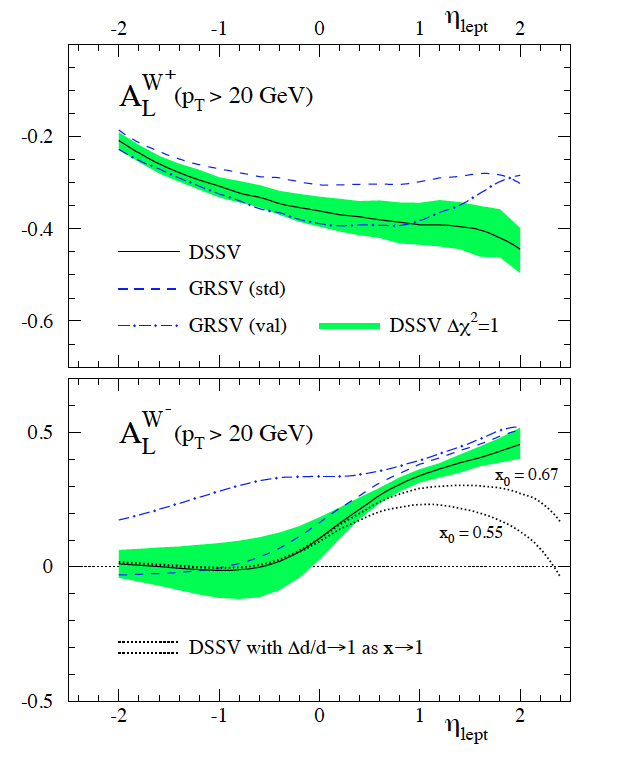 -2 -1 0 1 η_lept 2
A_L^{W^+} (p_T > 20 GeV)
-0.2
-0.4
DSSV
GRSV (std)
GRSV (val) DSSV Δχ²=1
-0.6
A_L^{W^-} (p_T > 20 GeV)
0.5
x_0 = 0.67
x_0 = 0.55
0
DSSV with Δd/d→1 as x→1
-0.5
-2 -1 0 1 η_lept 2